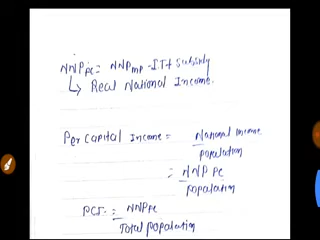 NNPFC = NNPmp - IT + Subsidy
↳ Real National Income.
Per Capital Income = National Income
Population
= NNP FC
Population
PCI = NNPFC
Total population